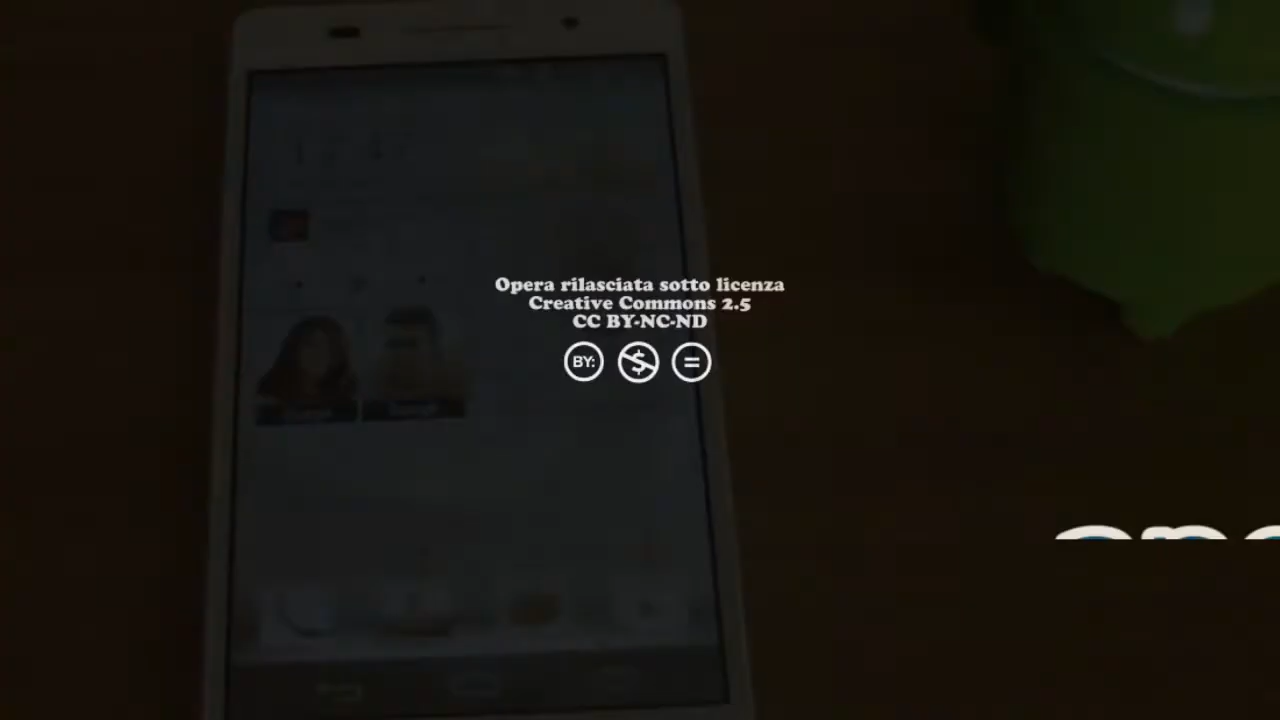 Opera rilasciata sotto licenza
Creative Commons 2.5
CC BY-NC-ND
BY: $ =